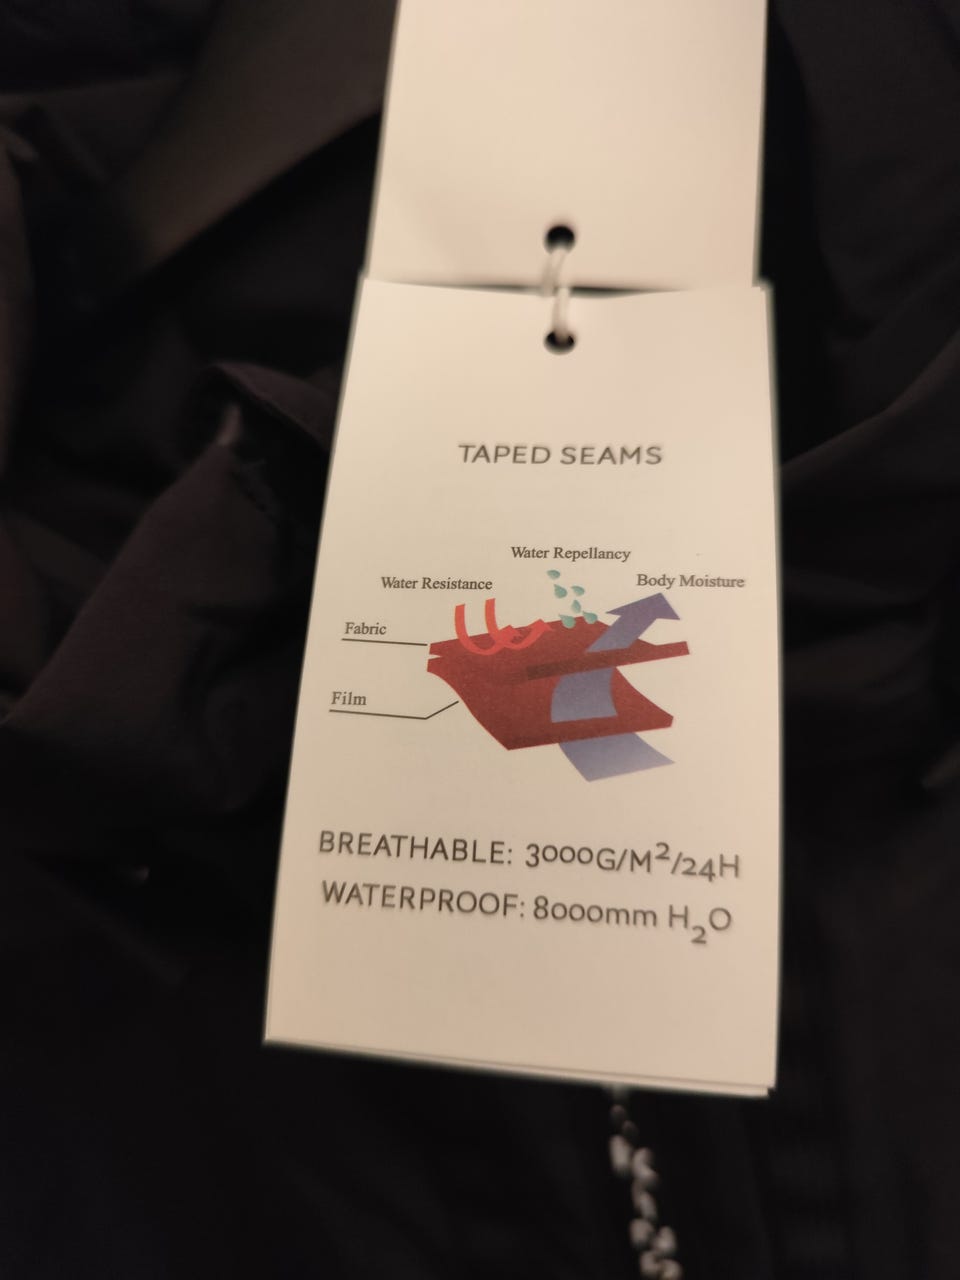 TAPED SEAMS
Water Repellancy
Water Resistance
Body Moisture
Fabric
Film
BREATHABLE: 3000G/M²/24H
WATERPROOF: 8000mm H₂O